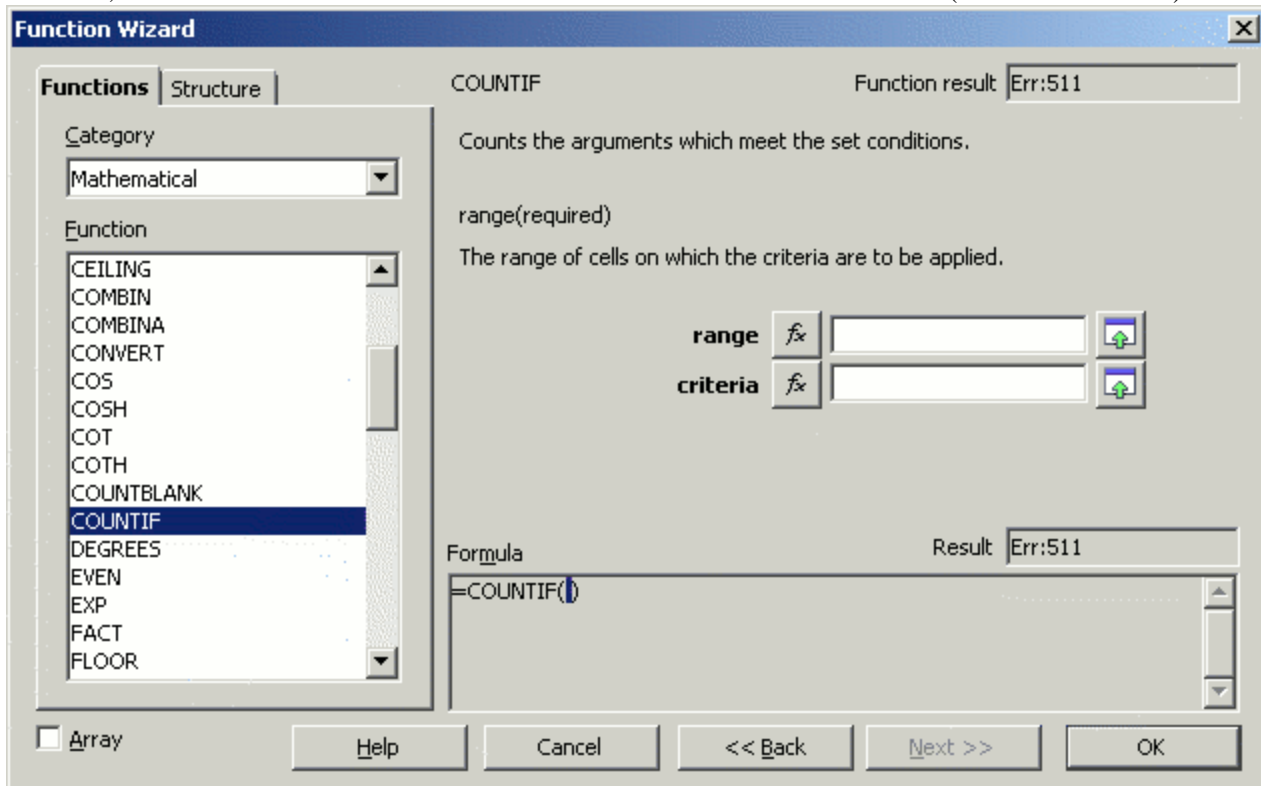 Function Wizard
Functions
Structure
Category
Mathematical
Function
CEILING
COMBIN
COMBINA
CONVERT
COS
COSH
COT
COTH
COUNTBLANK
COUNTIF
DEGREES
EVEN
EXP
FACT
FLOOR
Array
COUNTIF
Function result Err:511
Counts the arguments which meet the set conditions.
range(required)
The range of cells on which the criteria are to be applied.
range fx
criteria fx
Formula
Result Err:511
=COUNTIF()
Help
Cancel
<< Back
Next >>
OK